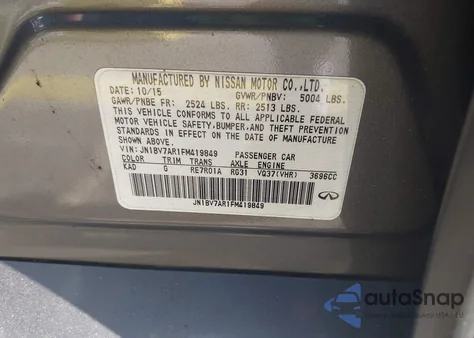 MANUFACTURED BY NISSAN MOTOR CO.,LTD.
DATE: 10/15 GVWR/PNBV: 5004 LBS.
GAWR/PNBE FR: 2524 LBS. RR: 2513 LBS.
THIS VEHICLE CONFORMS TO ALL APPLICABLE FEDERAL
MOTOR VEHICLE SAFETY, BUMPER, AND THEFT PREVENTION
STANDARDS IN EFFECT ON THE DATE OF MANUFACTURE
SHOWN ABOVE.
VIN: JN1BV7AR1FM419849 PASSENGER CAR
COLOR TRIM TRANS AXLE ENGINE
KAD G RE7R01A RG31 VQ37(VHR) 3696CC
JN1BV7AR1FM419849
autoSnap